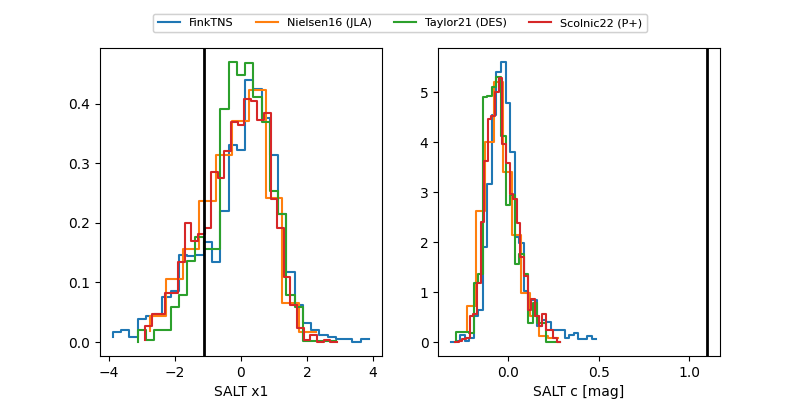 FinkTNS Nielsen16 (JLA) Taylor21 (DES) Scolnic22 (P+)
0.4
0.3
0.2
0.1
0.0
−4 −2 0 2 4
SALT x1
5
4
3
2
1
0
0.0 0.5 1.0
SALT c [mag]